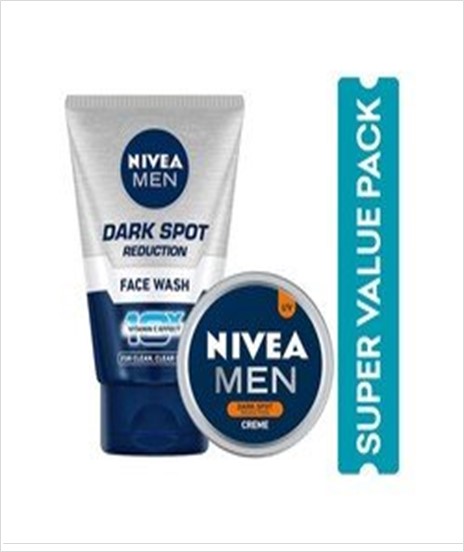 NIVEA
MEN
DARK SPOT
REDUCTION
FACE WASH
10X
VITAMIN C EFFECT
FOR CLEAN, CLEAR
UV
NIVEA
MEN
DARK SPOT
REDUCTION
CREME
SUPER VALUE PACK